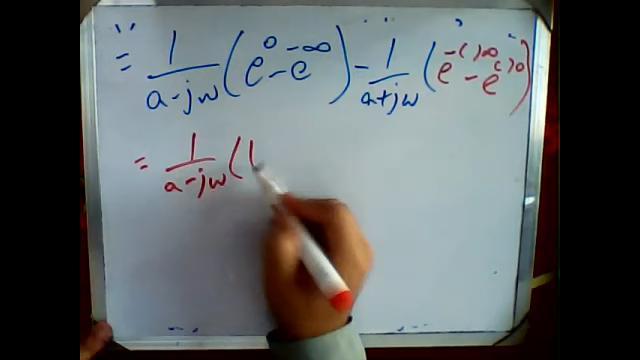 = 1/(a-jw) (e^0 - e^-∞) - 1/(a+jw) (e^-( )∞ - e^( )0)
= 1/(a-jw) (1